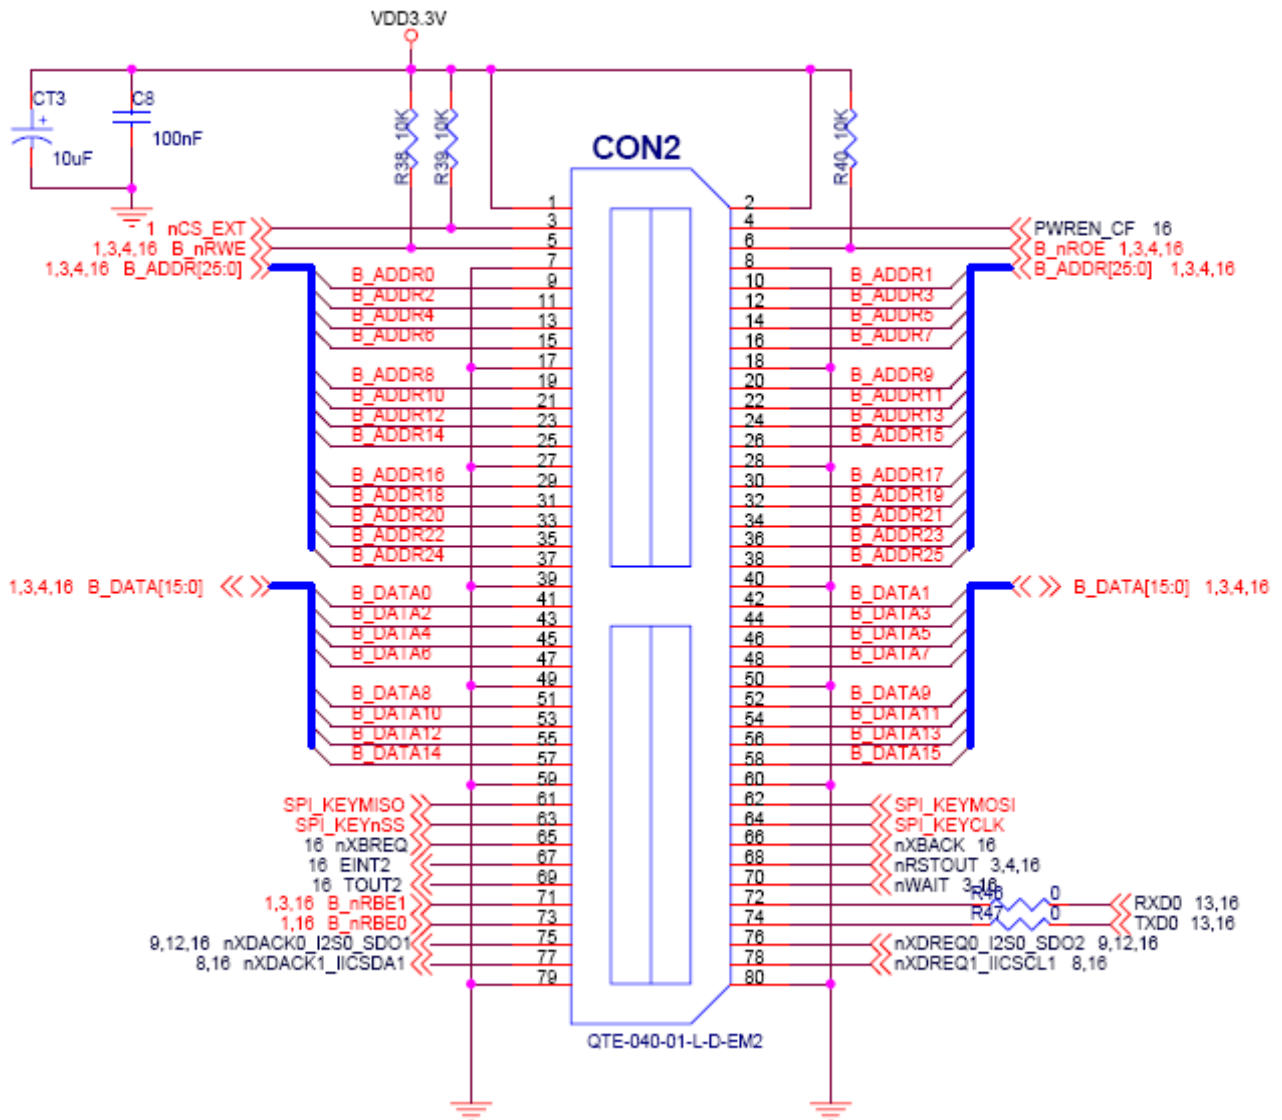 VDD3.3V
CT3
10uF
C8
100nF
R38 10K
R39 10K
R40 10K
CON2
1 2
1 nCS_EXT 3 4 PWREN_CF 16
1,3,4,16 B_nRWE 5 6 B_nROE 1,3,4,16
1,3,4,16 B_ADDR[25:0] 7 8 B_ADDR[25:0] 1,3,4,16
B_ADDR0 9 10 B_ADDR1
B_ADDR2 11 12 B_ADDR3
B_ADDR4 13 14 B_ADDR5
B_ADDR6 15 16 B_ADDR7
17 18
B_ADDR8 19 20 B_ADDR9
B_ADDR10 21 22 B_ADDR11
B_ADDR12 23 24 B_ADDR13
B_ADDR14 25 26 B_ADDR15
27 28
B_ADDR16 29 30 B_ADDR17
B_ADDR18 31 32 B_ADDR19
B_ADDR20 33 34 B_ADDR21
B_ADDR22 35 36 B_ADDR23
B_ADDR24 37 38 B_ADDR25
1,3,4,16 B_DATA[15:0] 39 40 B_DATA[15:0] 1,3,4,16
B_DATA0 41 42 B_DATA1
B_DATA2 43 44 B_DATA3
B_DATA4 45 46 B_DATA5
B_DATA6 47 48 B_DATA7
49 50
B_DATA8 51 52 B_DATA9
B_DATA10 53 54 B_DATA11
B_DATA12 55 56 B_DATA13
B_DATA14 57 58 B_DATA15
59 60
SPI_KEYMISO 61 62 SPI_KEYMOSI
SPI_KEYnSS 63 64 SPI_KEYCLK
16 nXBREQ 65 66 nXBACK 16
16 EINT2 67 68 nRSTOUT 3,4,16
16 TOUT2 69 70 nWAIT 3,16
1,3,16 B_nRBE1 71 72 R46 0 RXD0 13,16
1,16 B_nRBE0 73 74 R47 0 TXD0 13,16
9,12,16 nXDACK0_I2S0_SDO1 75 76 nXDREQ0_I2S0_SDO2 9,12,16
8,16 nXDACK1_IICSDA1 77 78 nXDREQ1_IICSCL1 8,16
79 80
QTE-040-01-L-D-EM2